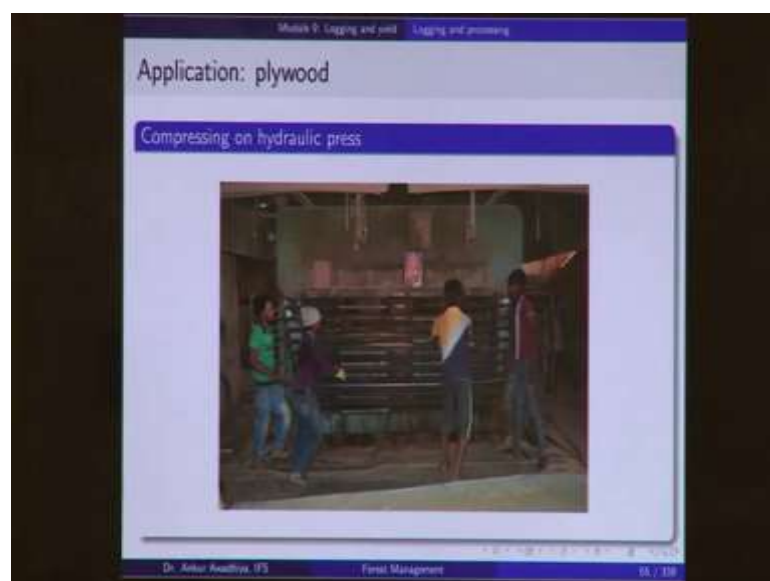 Module 9: Logging and yield Logging and processing
Application: plywood
Compressing on hydraulic press
Dr. Ankur Awadhiya, IFS Forest Management